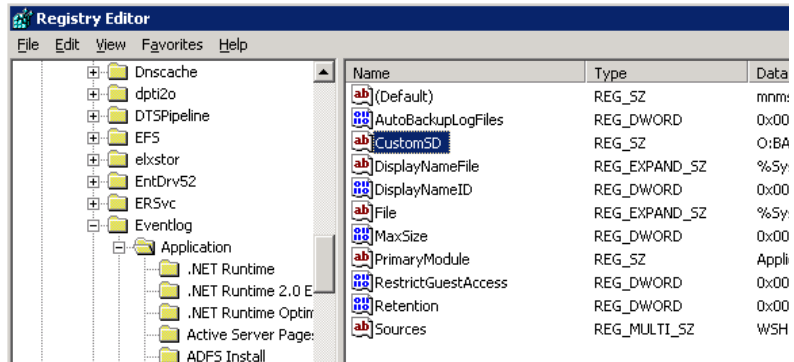 Registry Editor
File Edit View Favorites Help
Dnscache
dpti2o
DTSPipeline
EFS
elxstor
EntDrv52
ERSvc
Eventlog
Application
.NET Runtime
.NET Runtime 2.0 E
.NET Runtime Optim
Active Server Page
ADFS Install
Name Type Data
(Default) REG_SZ mnms
AutoBackupLogFiles REG_DWORD 0x00
CustomSD REG_SZ O:BA
DisplayNameFile REG_EXPAND_SZ %Sy
DisplayNameID REG_DWORD 0x00
File REG_EXPAND_SZ %Sy
MaxSize REG_DWORD 0x00
PrimaryModule REG_SZ Appli
RestrictGuestAccess REG_DWORD 0x00
Retention REG_DWORD 0x00
Sources REG_MULTI_SZ WSH